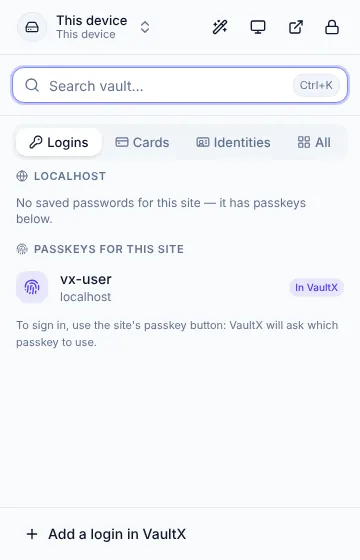 This device
This device
Search vault...
Ctrl+K
Logins
Cards
Identities
All
LOCALHOST
No saved passwords for this site — it has passkeys
below.
PASSKEYS FOR THIS SITE
vx-user
localhost
In VaultX
To sign in, use the site's passkey button: VaultX will ask which
passkey to use.
Add a login in VaultX